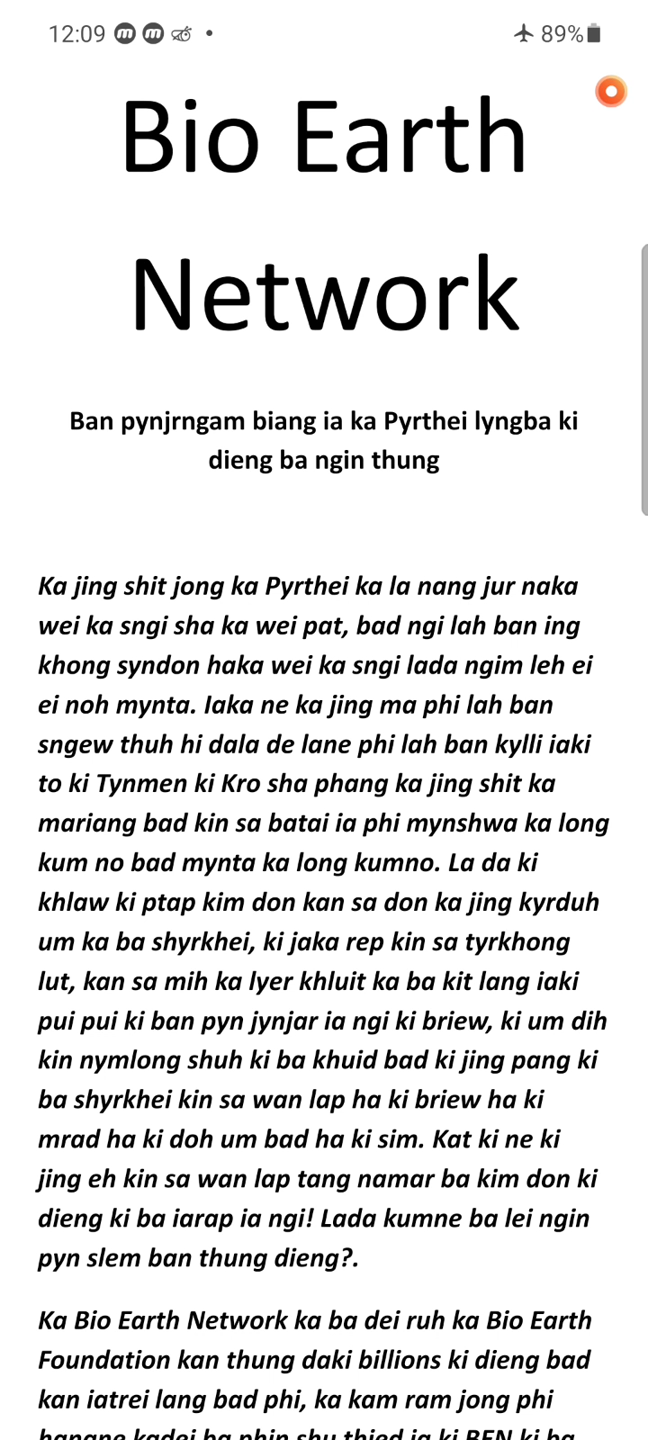 12:09
89%
Bio Earth
Network
Ban pynjrngam biang ia ka Pyrthei lyngba ki
dieng ba ngin thung
Ka jing shit jong ka Pyrthei ka la nang jur naka
wei ka sngi sha ka wei pat, bad ngi lah ban ing
khong syndon haka wei ka sngi lada ngim leh ei
ei noh mynta. Iaka ne ka jing ma phi lah ban
sngew thuh hi dala de lane phi lah ban kylli iaki
to ki Tynmen ki Kro sha phang ka jing shit ka
mariang bad kin sa batai ia phi mynshwa ka long
kum no bad mynta ka long kumno. La da ki
khlaw ki ptap kim don kan sa don ka jing kyrduh
um ka ba shyrkhei, ki jaka rep kin sa tyrkhong
lut, kan sa mih ka lyer khluit ka ba kit lang iaki
pui pui ki ban pyn jynjar ia ngi ki briew, ki um dih
kin nymlong shuh ki ba khuid bad ki jing pang ki
ba shyrkhei kin sa wan lap ha ki briew ha ki
mrad ha ki doh um bad ha ki sim. Kat ki ne ki
jing eh kin sa wan lap tang namar ba kim don ki
dieng ki ba iarap ia ngi! Lada kumne ba lei ngin
pyn slem ban thung dieng?.
Ka Bio Earth Network ka ba dei ruh ka Bio Earth
Foundation kan thung daki billions ki dieng bad
kan iatrei lang bad phi, ka kam ram jong phi
hangne kadei ba phin shu thied ia ki BEN ki ba